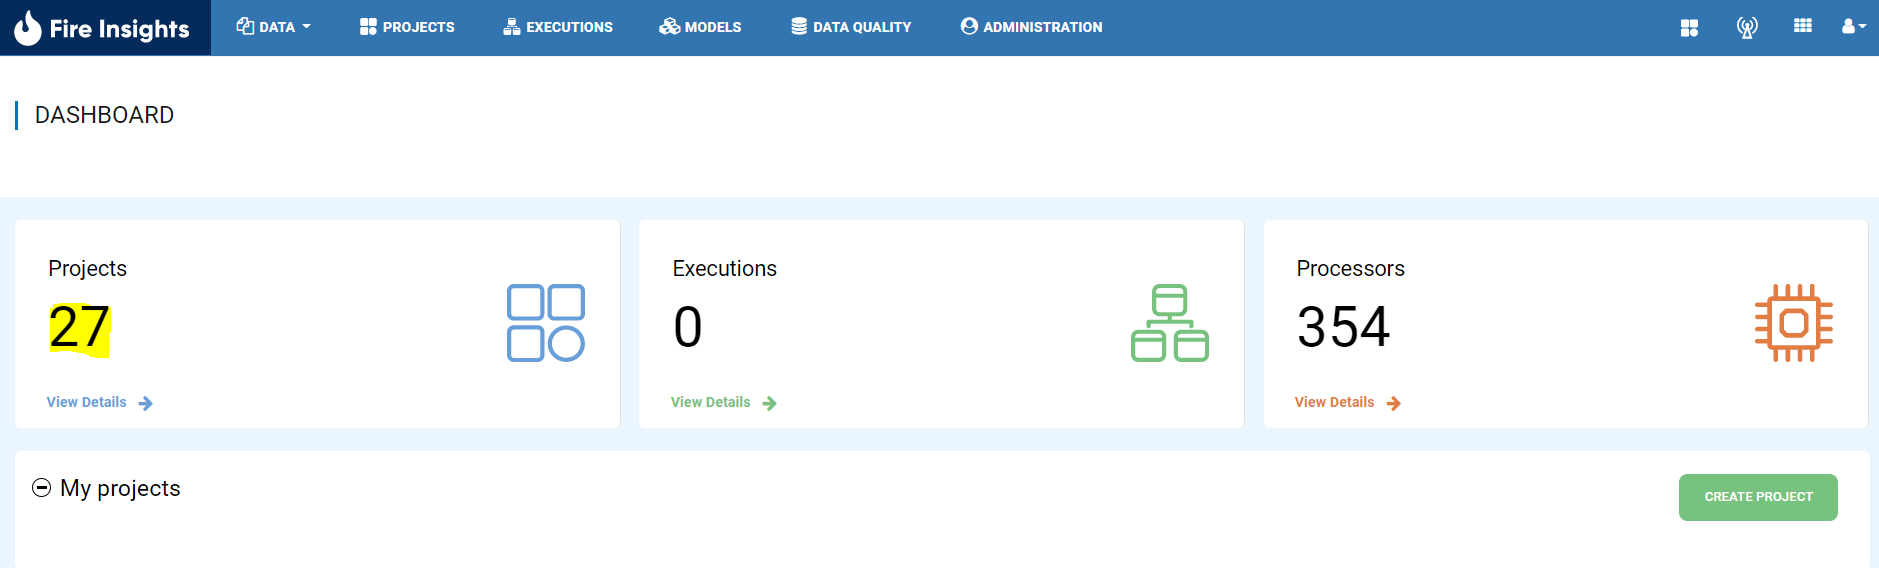 Fire Insights DATA PROJECTS EXECUTIONS MODELS DATA QUALITY ADMINISTRATION
DASHBOARD
Projects
27
View Details
Executions
0
View Details
Processors
354
View Details
My projects
CREATE PROJECT